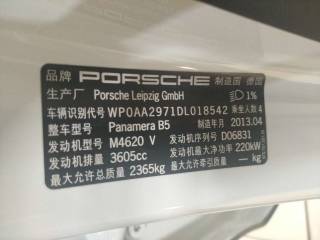 品牌 PORSCHE 制造国 德国
生产厂 Porsche Leipzig GmbH 1%
车辆识别代号 WP0AA2971DL018542 乘坐人数 4
整车型号 Panamera B5 制造年月 2013.04
发动机型号 M4620 V 发动机序列号 D06831
发动机排量 3605cc 发动机最大净功率 220kW
最大允许总质量 2365kg 最大允许牵引质量 — kg